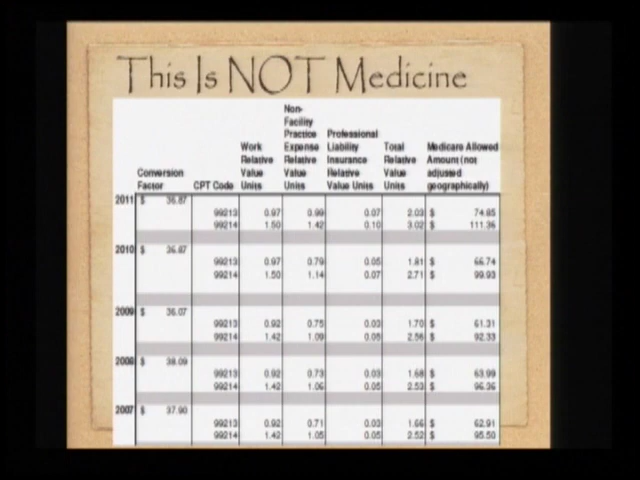 This Is NOT Medicine
Non-
Facility
Practice Professional
Work Expense Liability Total Medicare Allowed
Relative Relative Insurance Relative Amount (not
Conversion Value Value Relative Value adjusted
Factor CPT Code Units Units Value Units Units geographically)
2011 $ 36.87
99213 0.97 0.99 0.07 2.03 $ 74.85
99214 1.50 1.42 0.10 3.02 $ 111.36
2010 $ 36.87
99213 0.97 0.79 0.05 1.81 $ 66.74
99214 1.50 1.14 0.07 2.71 $ 99.93
2009 $ 36.07
99213 0.92 0.75 0.03 1.70 $ 61.31
99214 1.42 1.09 0.05 2.56 $ 92.33
2008 $ 38.09
99213 0.92 0.73 0.03 1.68 $ 63.99
99214 1.42 1.06 0.05 2.53 $ 96.36
2007 $ 37.90
99213 0.92 0.71 0.03 1.66 $ 62.91
99214 1.42 1.05 0.05 2.52 $ 95.50